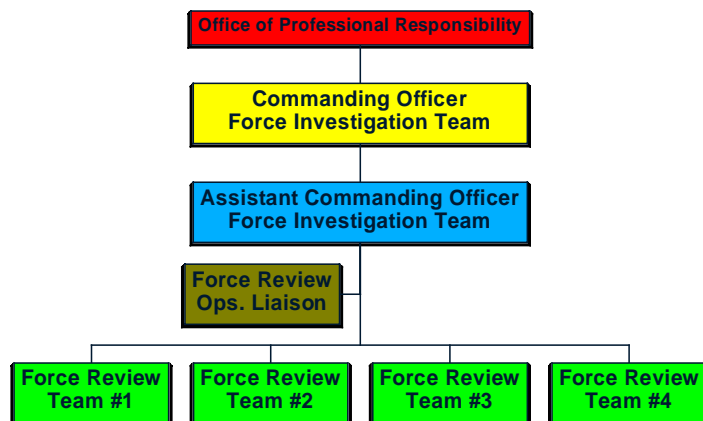 Office of Professional Responsibility
Commanding Officer
Force Investigation Team
Assistant Commanding Officer
Force Investigation Team
Force Review
Ops. Liaison
Force Review
Team #1
Force Review
Team #2
Force Review
Team #3
Force Review
Team #4